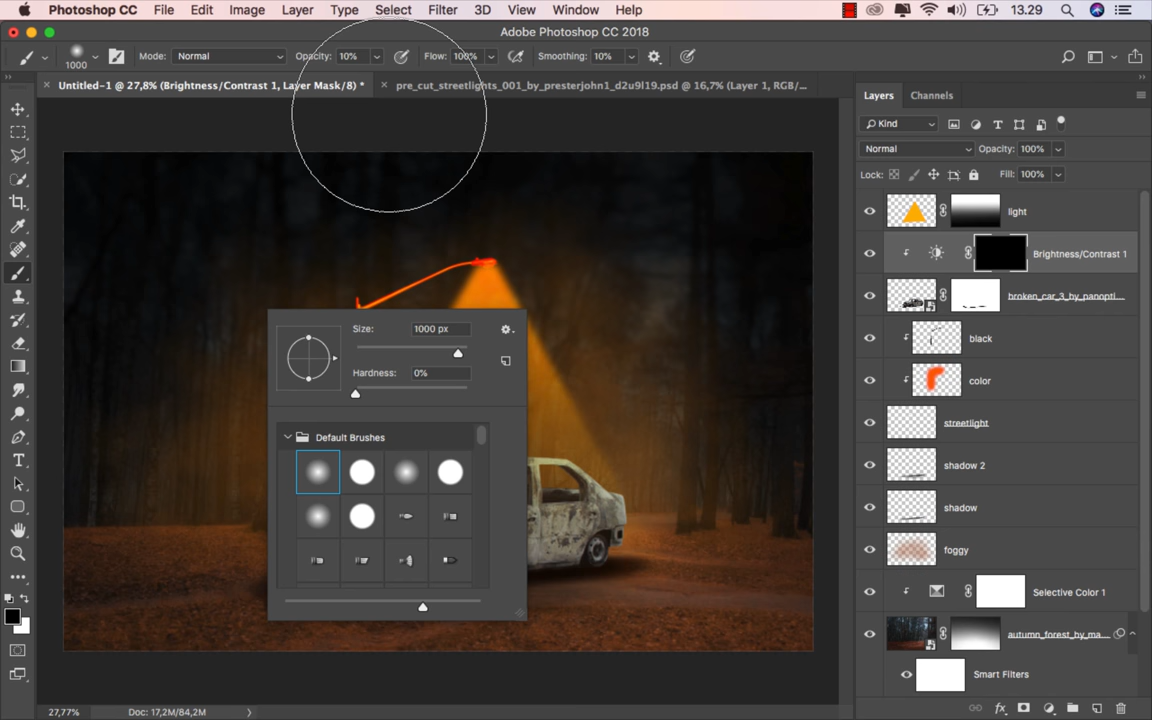 Photoshop CC File Edit Image Layer Type Select Filter 3D View Window Help 13.29
Adobe Photoshop CC 2018
1000 Mode: Normal Opacity: 10% Flow: 100% Smoothing: 10%
Untitled-1 @ 27,8% (Brightness/Contrast 1, Layer Mask/8) *
pre_cut_streetlights_001_by_presterjohn1_d2u9l19.psd @ 16,7% (Layer 1, RGB/...
Layers Channels
Kind
Normal Opacity: 100%
Lock: Fill: 100%
light
Brightness/Contrast 1
broken_car_3_by_panopti...
black
color
streetlight
shadow 2
shadow
foggy
Selective Color 1
autumn_forest_by_ma...
Smart Filters
Size: 1000 px
Hardness: 0%
Default Brushes
27,77% Doc: 17,2M/84,2M